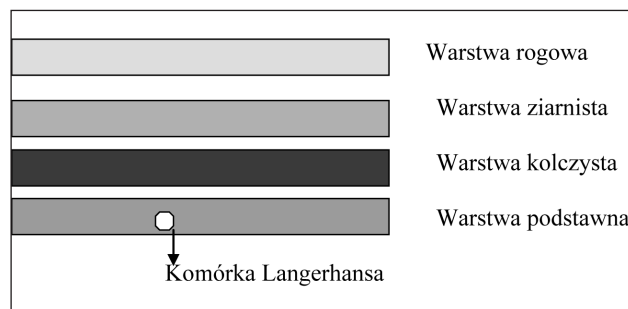 Warstwa rogowa
Warstwa ziarnista
Warstwa kolczysta
Warstwa podstawna
Komórka Langerhansa